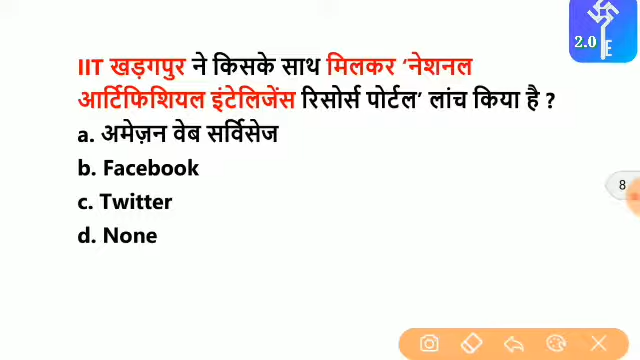 2.0
E
IIT खड़गपुर ने किसके साथ मिलकर ‘नेशनल
आर्टिफिशियल इंटेलिजेंस रिसोर्स पोर्टल’ लांच किया है ?
a. अमेज़न वेब सर्विसेज
b. Facebook
c. Twitter
d. None
8